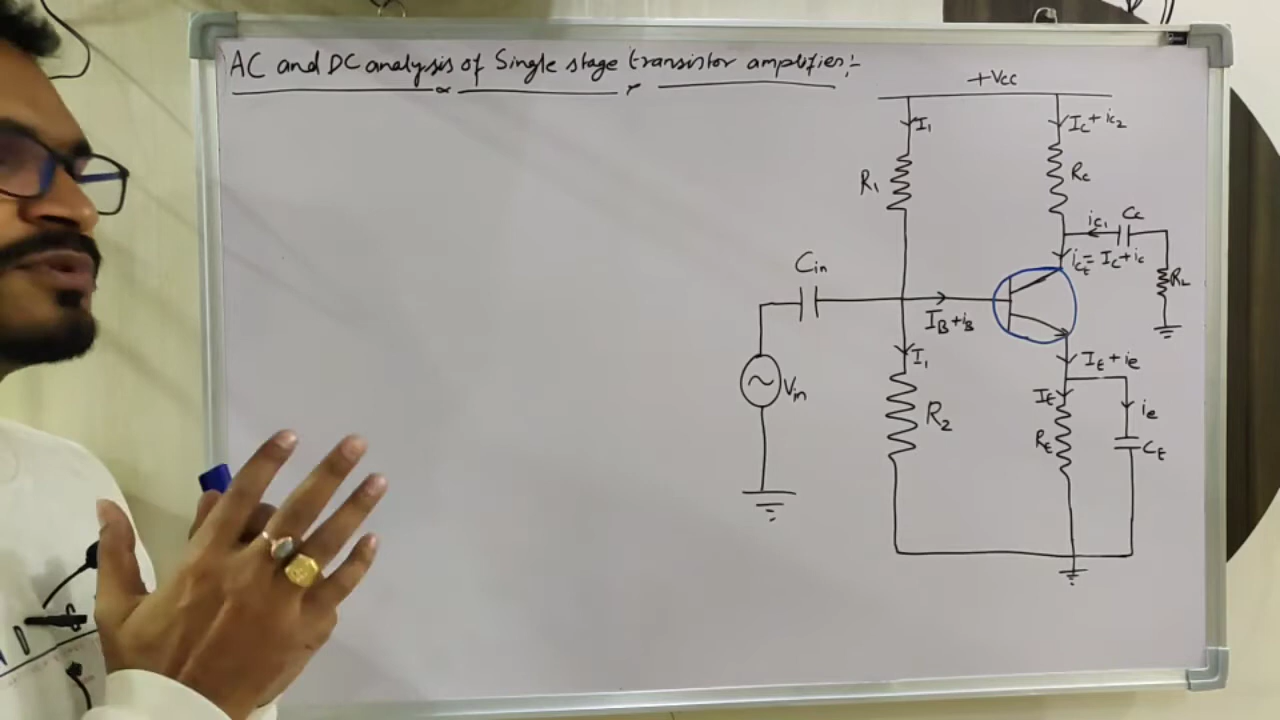 AC and DC analysis of Single stage transistor amplifier:-
+Vcc
I1
Ic + ic2
R1
Rc
ic1
Cc
icE = Ic + ic
RL
Cin
IB + iB
Vin
I1
IE + ie
R2
IE
ie
RE
CE